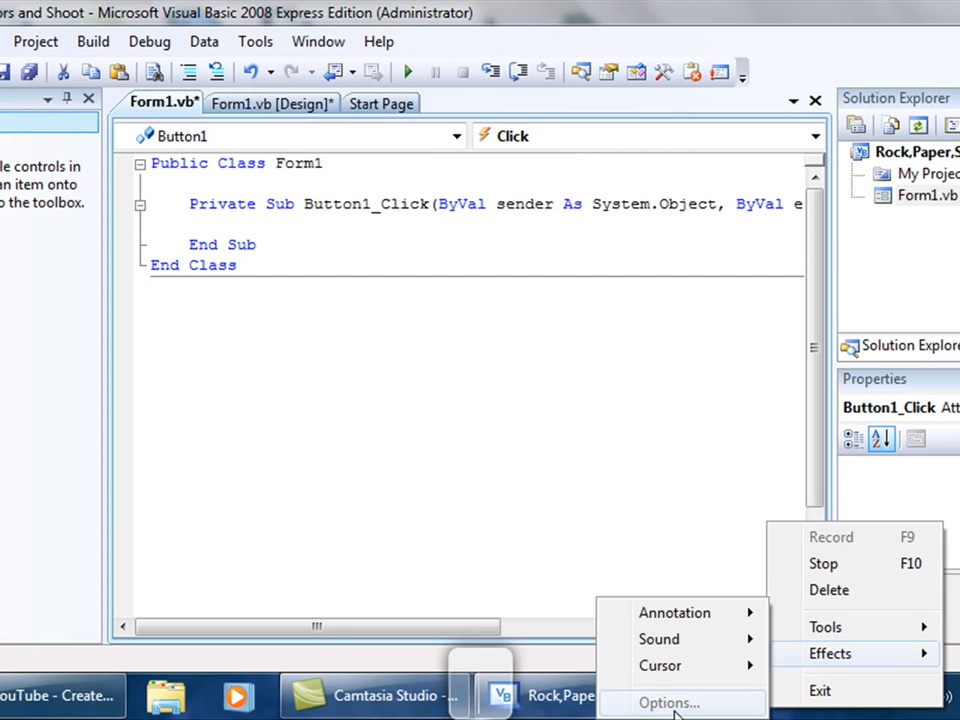 ors and Shoot - Microsoft Visual Basic 2008 Express Edition (Administrator)
Project Build Debug Data Tools Window Help
Form1.vb* Form1.vb [Design]* Start Page
Solution Explorer
Button1 Click
Rock,Paper,S
My Projec
Form1.vb
le controls in
an item onto
o the toolbox.
Public Class Form1
Private Sub Button1_Click(ByVal sender As System.Object, ByVal e
End Sub
End Class
Solution Explore
Properties
Button1_Click Att
Record F9
Stop F10
Delete
Tools
Effects
Exit
Annotation
Sound
Cursor
Options...
ouTube - Create...
Camtasia Studio -...
VB
Rock,Pape